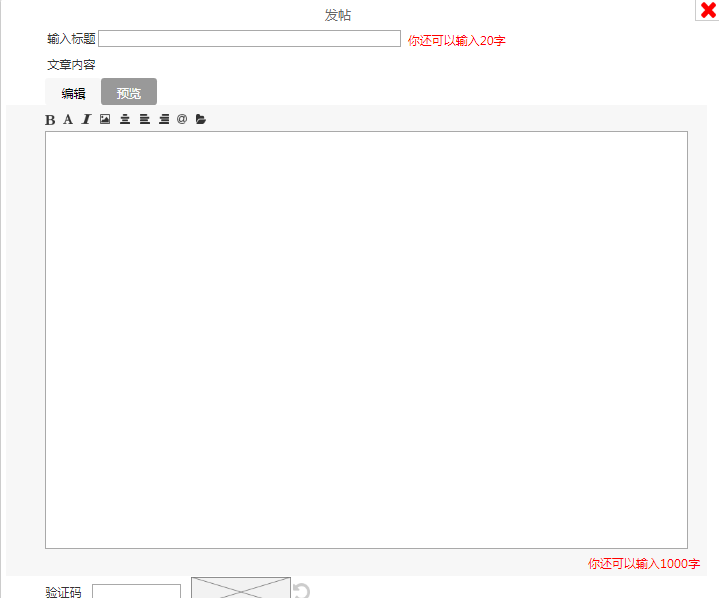 发帖
输入标题 你还可以输入20字
文章内容
编辑 预览
B A I @
你还可以输入1000字
验证码